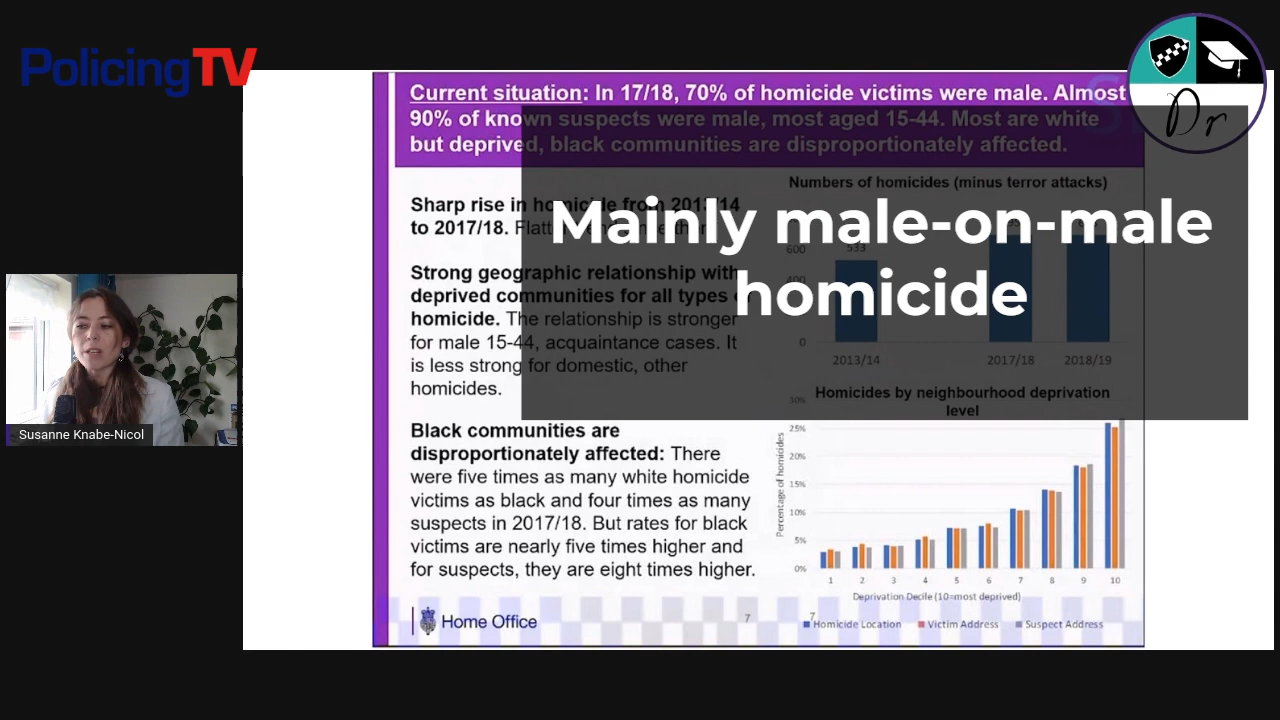 PolicingTV
Dr
Current situation: In 17/18, 70% of homicide victims were male. Almost
90% of known suspects were male, most aged 15-44. Most are white
but deprived, black communities are disproportionately affected.
Mainly male-on-male
homicide
Sharp rise in homicide from 2013/14
to 2017/18.
Strong geographic relationship with
deprived communities for all types of
homicide. The relationship is stronger
for male 15-44, acquaintance cases. It
is less strong for domestic, other
homicides.
Black communities are
disproportionately affected: There
were five times as many white homicide
victims as black and four times as many
suspects in 2017/18. But rates for black
victims are nearly five times higher and
for suspects, they are eight times higher.
Home Office
7
7
Numbers of homicides (minus terror attacks)
600
400
0
533
2013/14
2017/18
2018/19
Homicides by neighbourhood deprivation
level
Percentage of homicides
30%
25%
20%
15%
10%
5%
0%
1 2 3 4 5 6 7 8 9 10
Deprivation Decile (10=most deprived)
Homicide Location Victim Address Suspect Address
Susanne Knabe-Nicol